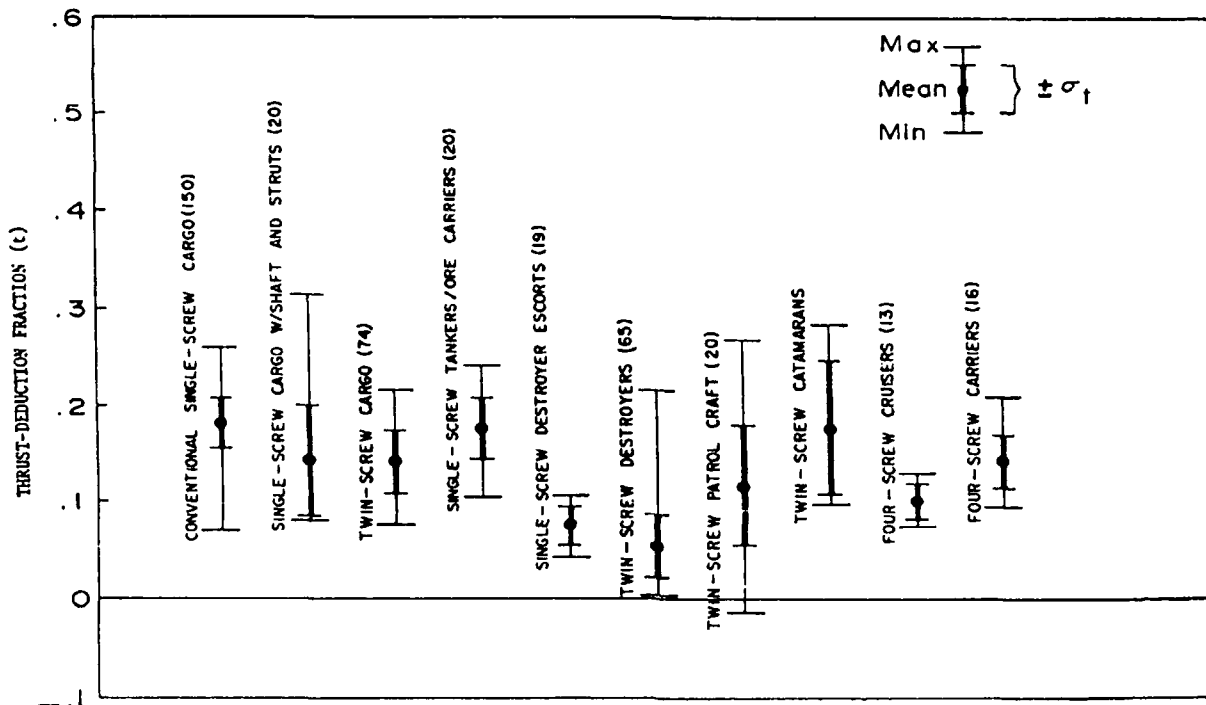 .6
.5
.4
.3
.2
.1
0
THRUST-DEDUCTION FRACTION (t)
CONVENTIONAL SINGLE-SCREW CARGO(150)
SINGLE-SCREW CARGO W/SHAFT AND STRUTS (20)
TWIN-SCREW CARGO (74)
SINGLE-SCREW TANKERS/ORE CARRIERS (20)
SINGLE-SCREW DESTROYER ESCORTS (19)
TWIN-SCREW DESTROYERS (65)
TWIN-SCREW PATROL CRAFT (20)
TWIN-SCREW CATAMARANS
FOUR-SCREW CRUISERS (13)
FOUR-SCREW CARRIERS (16)
Max
Mean
Min
± σt